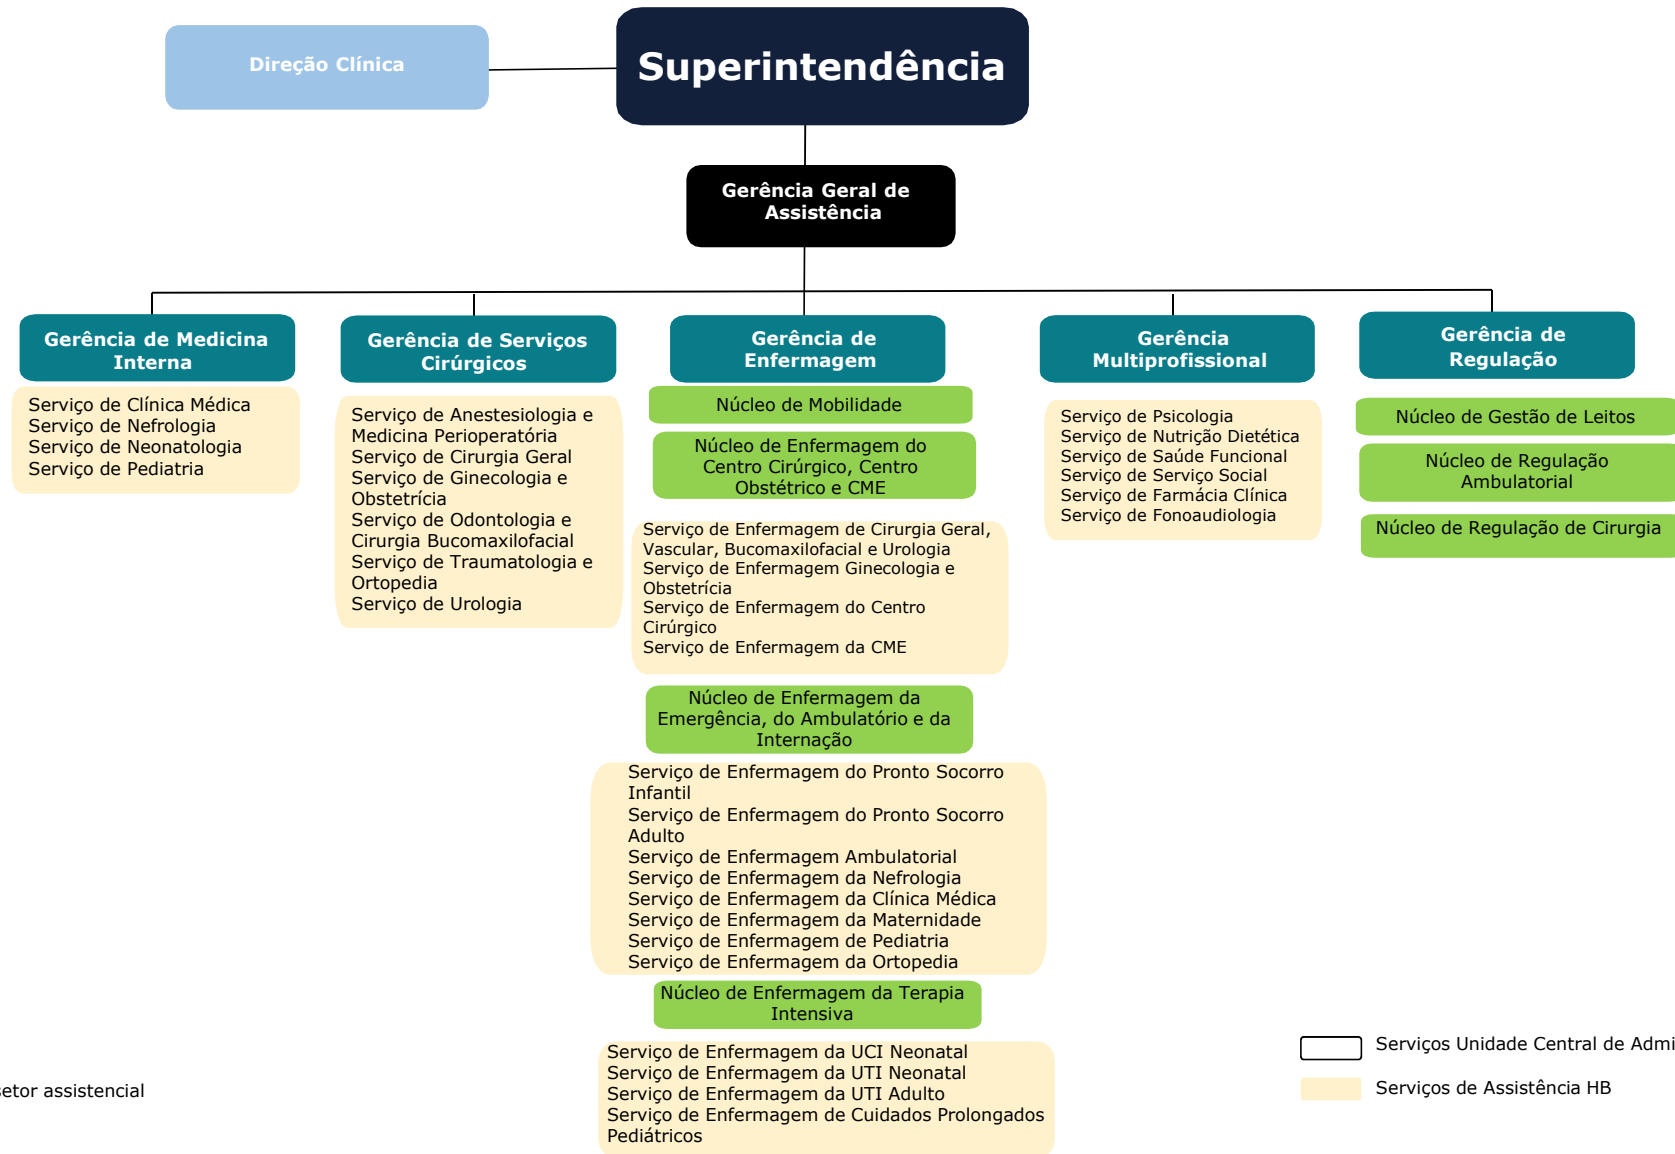 Direção Clínica
Superintendência
Gerência Geral de
Assistência
Gerência de Medicina
Interna
Serviço de Clínica Médica
Serviço de Nefrologia
Serviço de Neonatologia
Serviço de Pediatria
Gerência de Serviços
Cirúrgicos
Serviço de Anestesiologia e
Medicina Perioperatória
Serviço de Cirurgia Geral
Serviço de Ginecologia e
Obstetrícia
Serviço de Odontologia e
Cirurgia Bucomaxilofacial
Serviço de Traumatologia e
Ortopedia
Serviço de Urologia
Gerência de
Enfermagem
Núcleo de Mobilidade
Núcleo de Enfermagem do
Centro Cirúrgico, Centro
Obstétrico e CME
Serviço de Enfermagem de Cirurgia Geral,
Vascular, Bucomaxilofacial e Urologia
Serviço de Enfermagem Ginecologia e
Obstetrícia
Serviço de Enfermagem do Centro
Cirúrgico
Serviço de Enfermagem da CME
Núcleo de Enfermagem da
Emergência, do Ambulatório e da
Internação
Serviço de Enfermagem do Pronto Socorro
Infantil
Serviço de Enfermagem do Pronto Socorro
Adulto
Serviço de Enfermagem Ambulatorial
Serviço de Enfermagem da Nefrologia
Serviço de Enfermagem da Clínica Médica
Serviço de Enfermagem da Maternidade
Serviço de Enfermagem de Pediatria
Serviço de Enfermagem da Ortopedia
Núcleo de Enfermagem da Terapia
Intensiva
Serviço de Enfermagem da UCI Neonatal
Serviço de Enfermagem da UTI Neonatal
Serviço de Enfermagem da UTI Adulto
Serviço de Enfermagem de Cuidados Prolongados
Pediátricos
Gerência
Multiprofissional
Serviço de Psicologia
Serviço de Nutrição Dietética
Serviço de Saúde Funcional
Serviço de Serviço Social
Serviço de Farmácia Clínica
Serviço de Fonoaudiologia
Gerência de
Regulação
Núcleo de Gestão de Leitos
Núcleo de Regulação
Ambulatorial
Núcleo de Regulação de Cirurgia
setor assistencial
Serviços Unidade Central de Admi
Serviços de Assistência HB